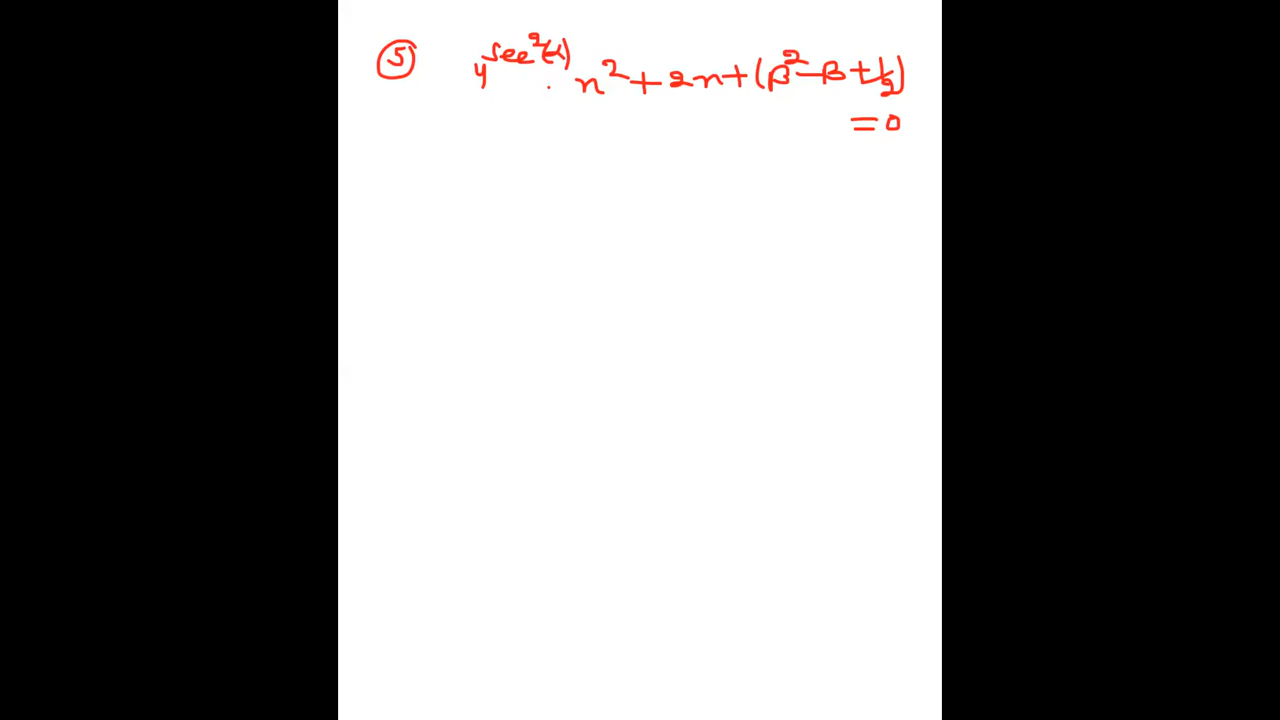 ⑤ 4^sec²(α) . x² + 2x + (β² - β + 1/2)
= 0